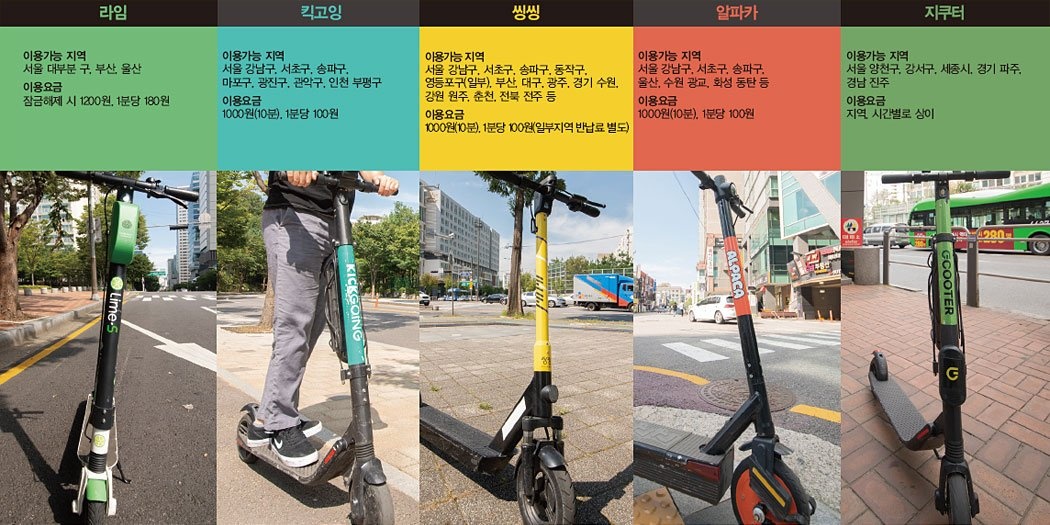 라임
이용가능 지역
서울 대부분 구, 부산, 울산
이용요금
잠금해제 시 1200원, 1분당 180원
킥고잉
이용가능 지역
서울 강남구, 서초구, 송파구,
마포구, 광진구, 관악구, 인천 부평구
이용요금
1000원(10분), 1분당 100원
씽씽
이용가능 지역
서울 강남구, 서초구, 송파구, 동작구,
영등포구(일부), 부산, 대구, 광주, 경기 수원,
강원 원주, 춘천, 전북 전주 등
이용요금
1000원(10분), 1분당 100원(일부지역 반납료 별도)
알파카
이용가능 지역
서울 강남구, 서초구, 송파구,
울산, 수원 광교, 화성 동탄 등
이용요금
1000원(10분), 1분당 100원
지쿠터
이용가능 지역
서울 양천구, 강서구, 세종시, 경기 파주,
경남 진주
이용요금
지역, 시간별로 상이
Lime-S
KICKGOiNG
씽씽
ALPACA
GCOOTER
G
280